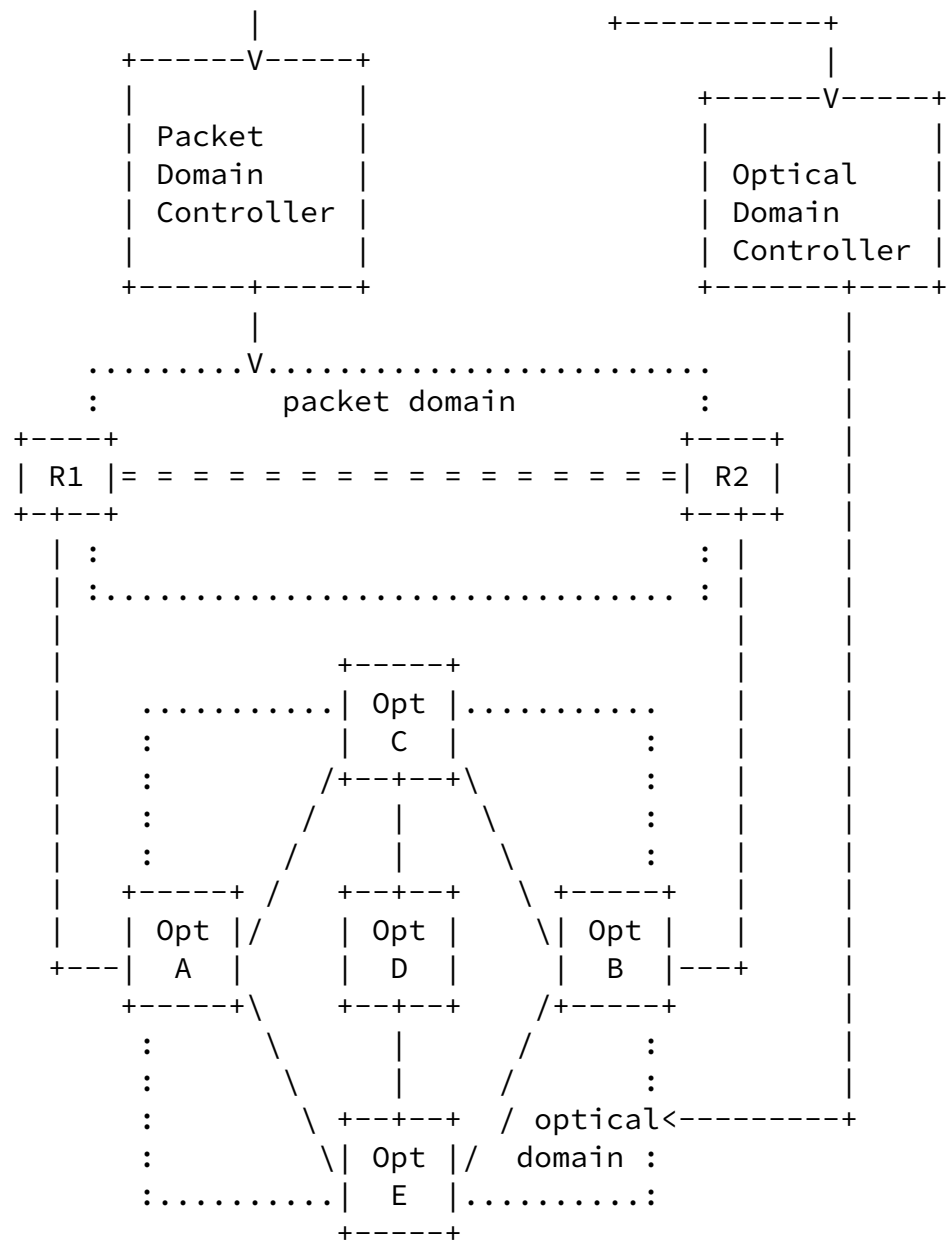 Packet
Domain
Controller
Optical
Domain
Controller
packet domain
R1 R2
Opt
C
Opt Opt Opt
A D B
optical
Opt domain
E